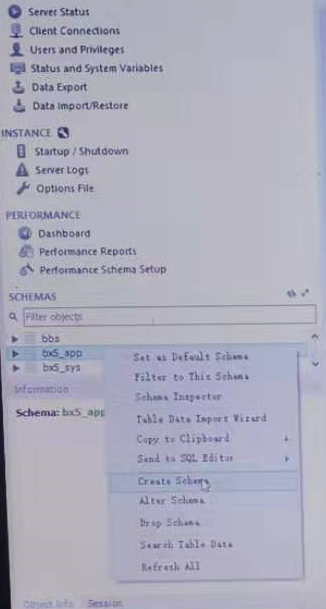 Server Status
Client Connections
Users and Privileges
Status and System Variables
Data Export
Data Import/Restore
INSTANCE
Startup / Shutdown
Server Logs
Options File
PERFORMANCE
Dashboard
Performance Reports
Performance Schema Setup
SCHEMAS
Filter objects
bbs
bx5_app
bx5_sys
Information
Schema: bx5_app
Set as Default Schema
Filter to This Schema
Schema Inspector
Table Data Import Wizard
Copy to Clipboard
Send to SQL Editor
Create Schema...
Alter Schema...
Drop Schema...
Search Table Data...
Refresh All
Object Info Session